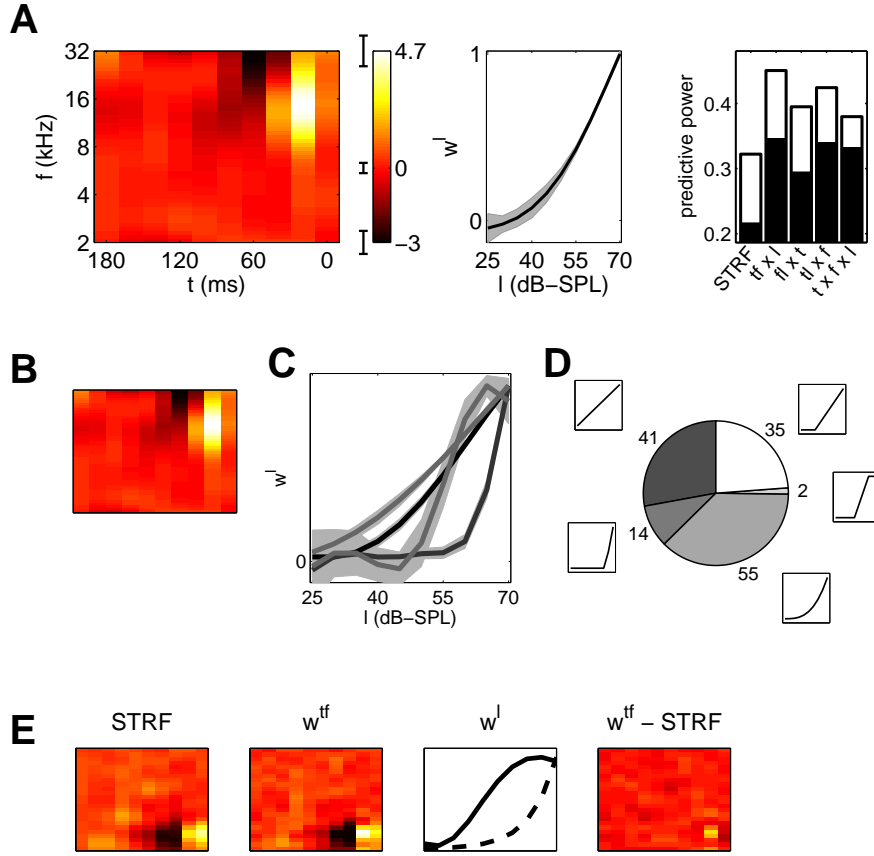 A
32
16
8
4
2
f (kHz)
180
120
60
0
t (ms)
4.7
0
−3
1
0
w^l
25
40
55
70
l (dB−SPL)
predictive power
0.4
0.3
0.2
STRF
tf x l
fl x t
tl x f
t x f x l
B
C
w^l
0
25
40
55
70
l (dB−SPL)
D
41
35
2
14
55
E
STRF
w^tf
w^l
w^tf − STRF